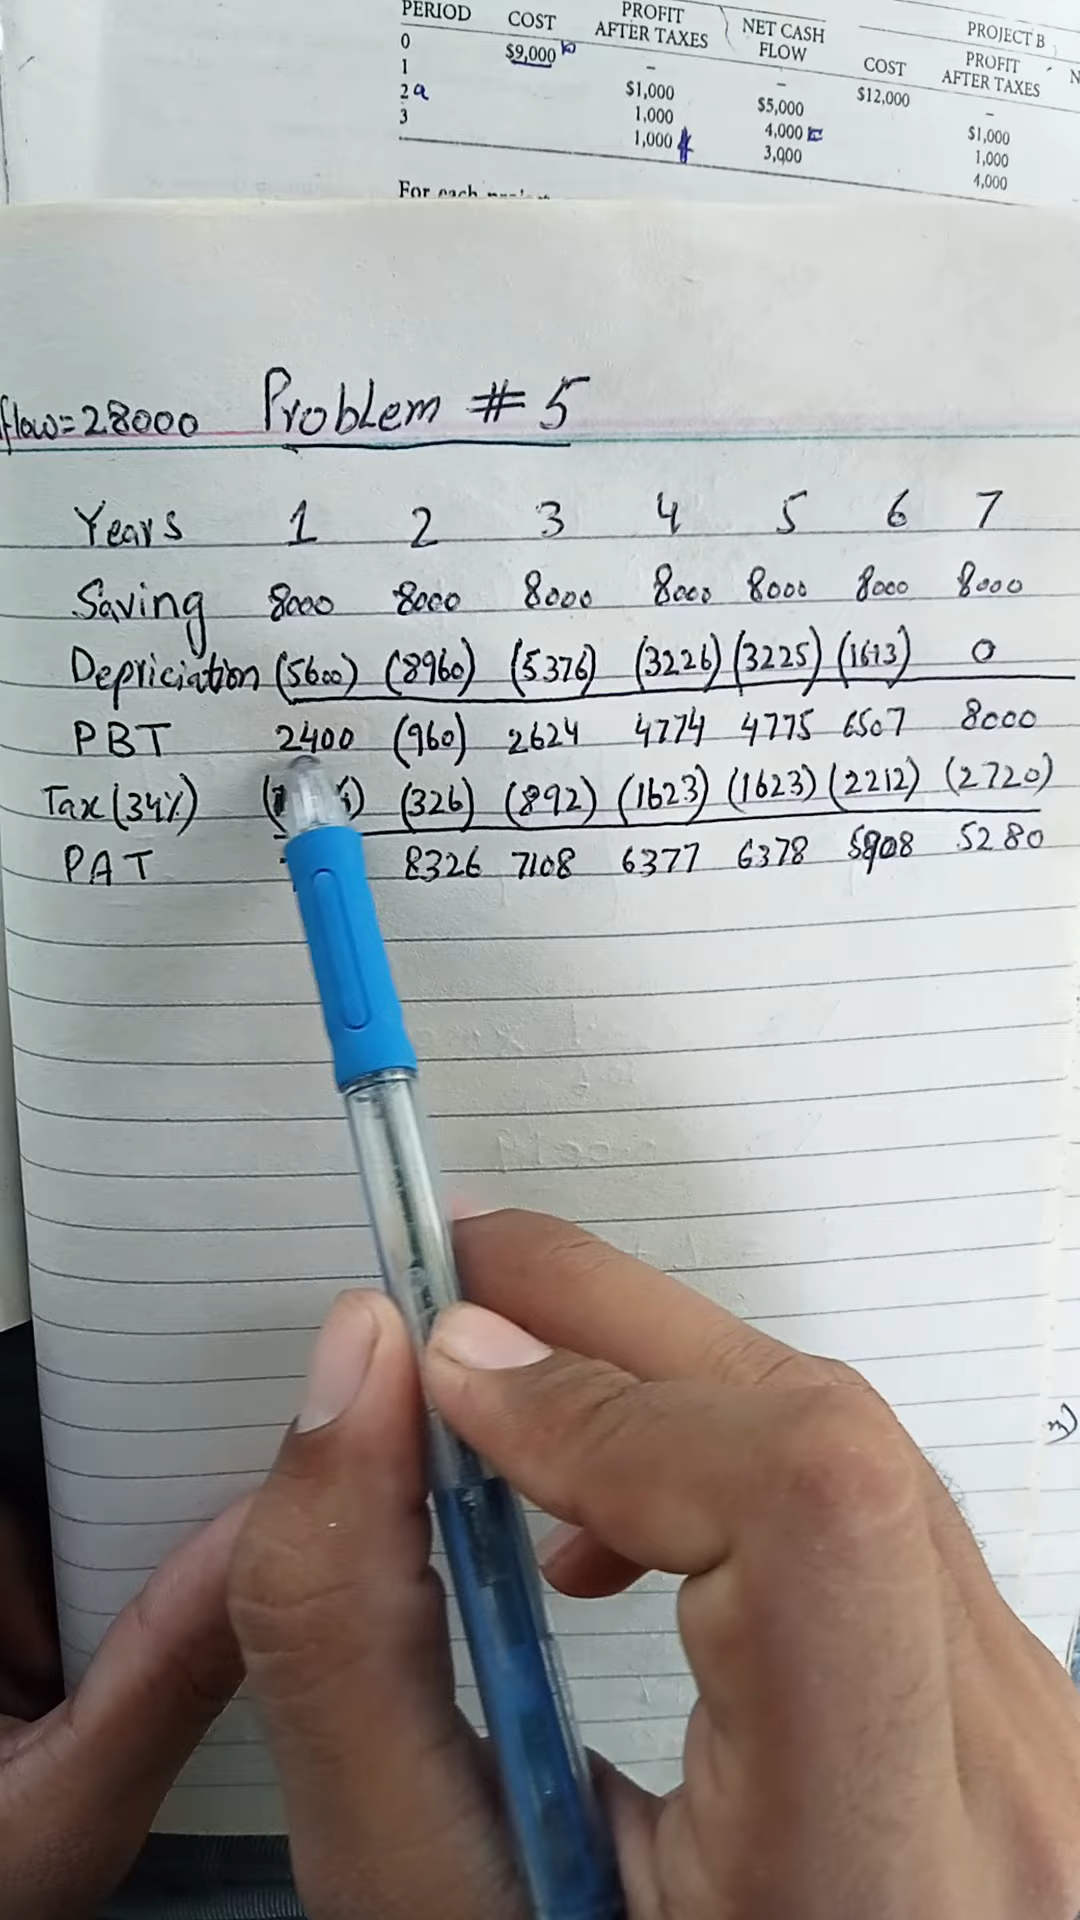 PERIOD COST PROFIT AFTER TAXES NET CASH FLOW COST PROJECT B PROFIT AFTER TAXES N
0 $9,000 b – – $12,000 –
1 $1,000 $5,000 $1,000
2 a 1,000 4,000 c 1,000
3 1,000 3,000 4,000
For each
flow=28000 Problem # 5
Years 1 2 3 4 5 6 7
Saving 8000 8000 8000 8000 8000 8000 8000
Depriciation (5600) (8960) (5376) (3226) (3225) (1613) 0
PBT 2400 (960) 2624 4774 4775 6507 8000
Tax (34%) (326) (892) (1623) (1623) (2212) (2720)
PAT 8326 7108 6377 6378 5908 5280